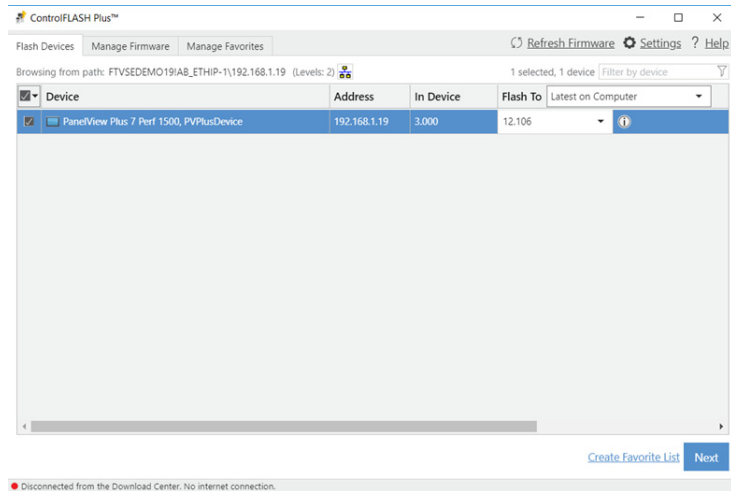 ControlFLASH Plus™
Flash Devices Manage Firmware Manage Favorites Refresh Firmware Settings ? Help
Browsing from path: FTVSEDEMO19!AB_ETHIP-1\192.168.1.19 (Levels: 2) 1 selected, 1 device Filter by device
Device Address In Device Flash To Latest on Computer
PanelView Plus 7 Perf 1500, PVPlusDevice 192.168.1.19 3.000 12.106
Create Favorite List Next
Disconnected from the Download Center. No internet connection.